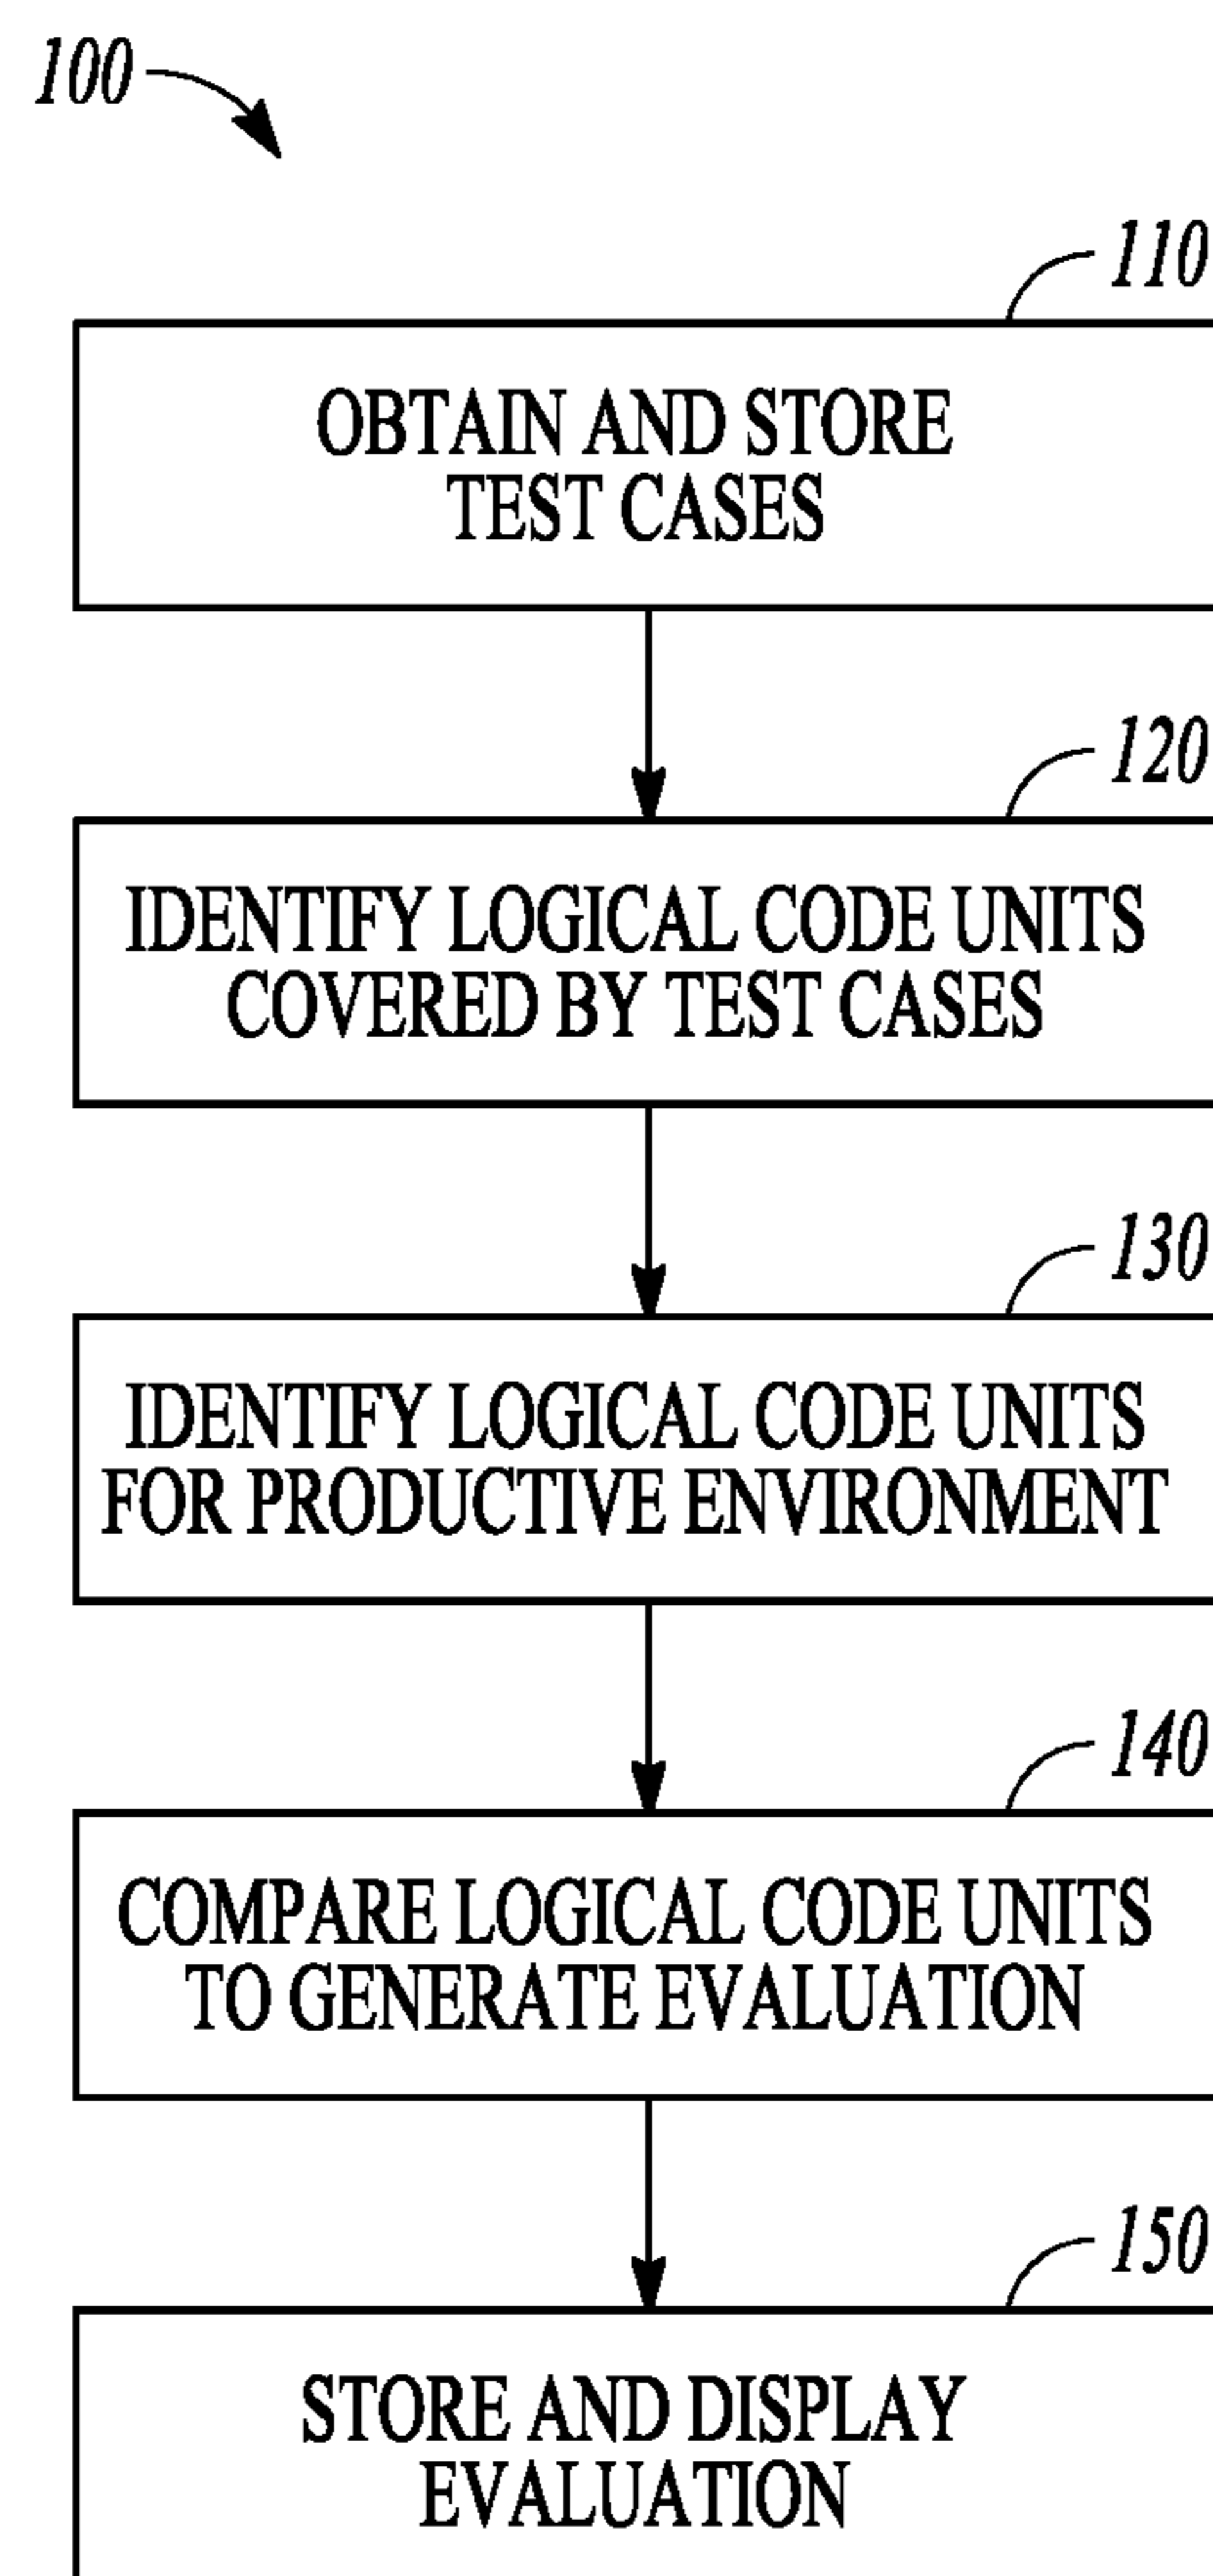 100
110
OBTAIN AND STORE
TEST CASES
120
IDENTIFY LOGICAL CODE UNITS
COVERED BY TEST CASES
130
IDENTIFY LOGICAL CODE UNITS
FOR PRODUCTIVE ENVIRONMENT
140
COMPARE LOGICAL CODE UNITS
TO GENERATE EVALUATION
150
STORE AND DISPLAY
EVALUATION